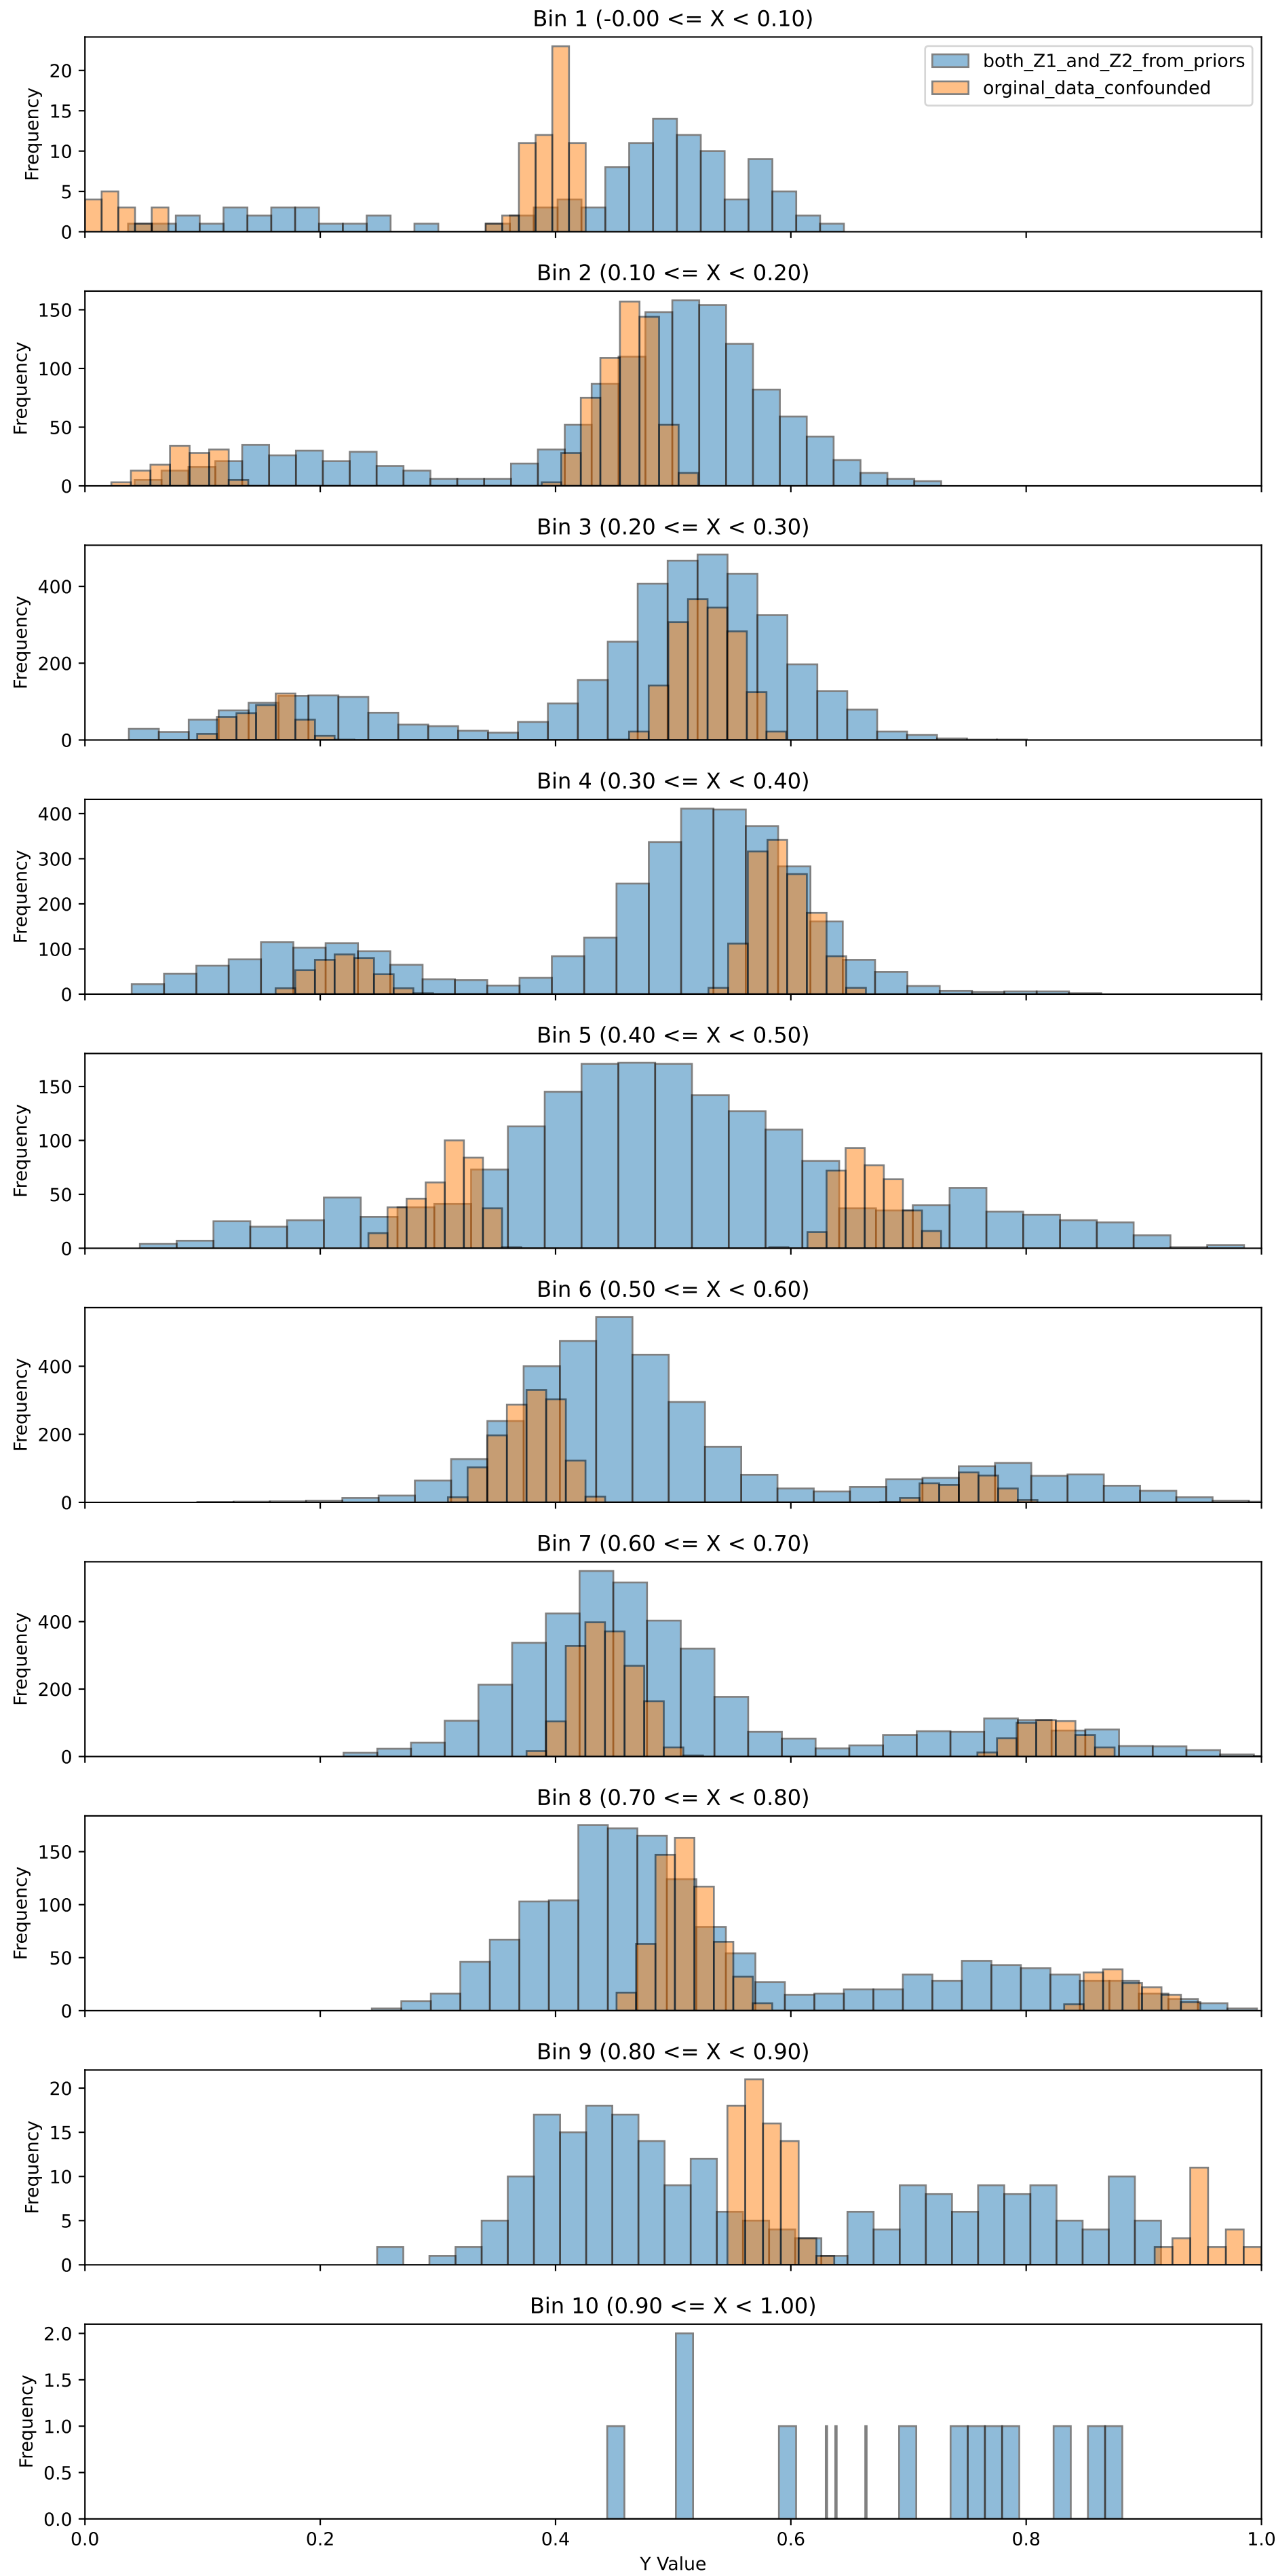 Bin 1 (-0.00 <= X < 0.10)
both_Z1_and_Z2_from_priors
orginal_data_confounded
Frequency
20
15
10
5
0
Bin 2 (0.10 <= X < 0.20)
Frequency
150
100
50
0
Bin 3 (0.20 <= X < 0.30)
Frequency
400
200
0
Bin 4 (0.30 <= X < 0.40)
Frequency
400
300
200
100
0
Bin 5 (0.40 <= X < 0.50)
Frequency
150
100
50
0
Bin 6 (0.50 <= X < 0.60)
Frequency
400
200
0
Bin 7 (0.60 <= X < 0.70)
Frequency
400
200
0
Bin 8 (0.70 <= X < 0.80)
Frequency
150
100
50
0
Bin 9 (0.80 <= X < 0.90)
Frequency
20
15
10
5
0
Bin 10 (0.90 <= X < 1.00)
Frequency
2.0
1.5
1.0
0.5
0.0
0.0 0.2 0.4 0.6 0.8 1.0
Y Value